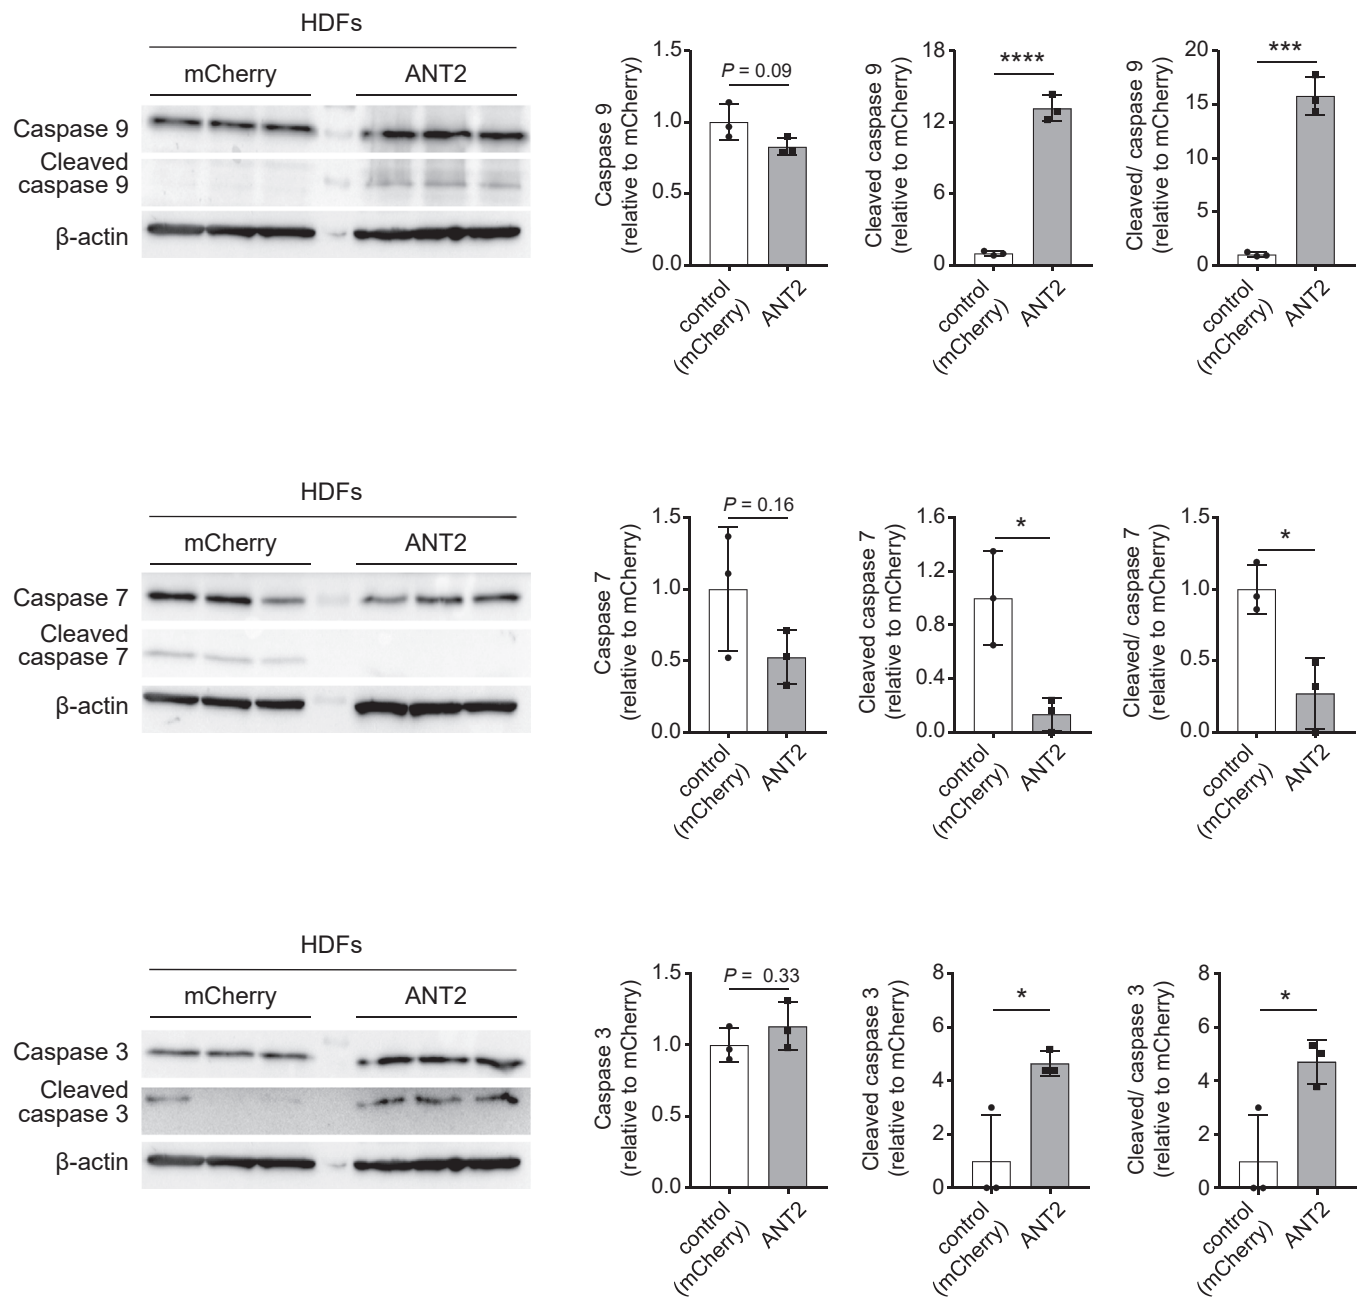 HDFs
mCherry ANT2
Caspase 9
Cleaved
caspase 9
β-actin
Caspase 9
(relative to mCherry)
1.5
1.0
0.5
0.0
P = 0.09
control
(mCherry)
ANT2
Cleaved caspase 9
(relative to mCherry)
18
12
6
0
****
control
(mCherry)
ANT2
Cleaved/ caspase 9
(relative to mCherry)
20
15
10
5
0
***
control
(mCherry)
ANT2
HDFs
mCherry ANT2
Caspase 7
Cleaved
caspase 7
β-actin
Caspase 7
(relative to mCherry)
1.5
1.0
0.5
0.0
P = 0.16
control
(mCherry)
ANT2
Cleaved caspase 7
(relative to mCherry)
1.6
1.2
0.8
0.4
0.0
*
control
(mCherry)
ANT2
Cleaved/ caspase 7
(relative to mCherry)
1.5
1.0
0.5
0.0
*
control
(mCherry)
ANT2
HDFs
mCherry ANT2
Caspase 3
Cleaved
caspase 3
β-actin
Caspase 3
(relative to mCherry)
1.5
1.0
0.5
0.0
P = 0.33
control
(mCherry)
ANT2
Cleaved caspase 3
(relative to mCherry)
8
6
4
2
0
*
control
(mCherry)
ANT2
Cleaved/ caspase 3
(relative to mCherry)
8
6
4
2
0
*
control
(mCherry)
ANT2